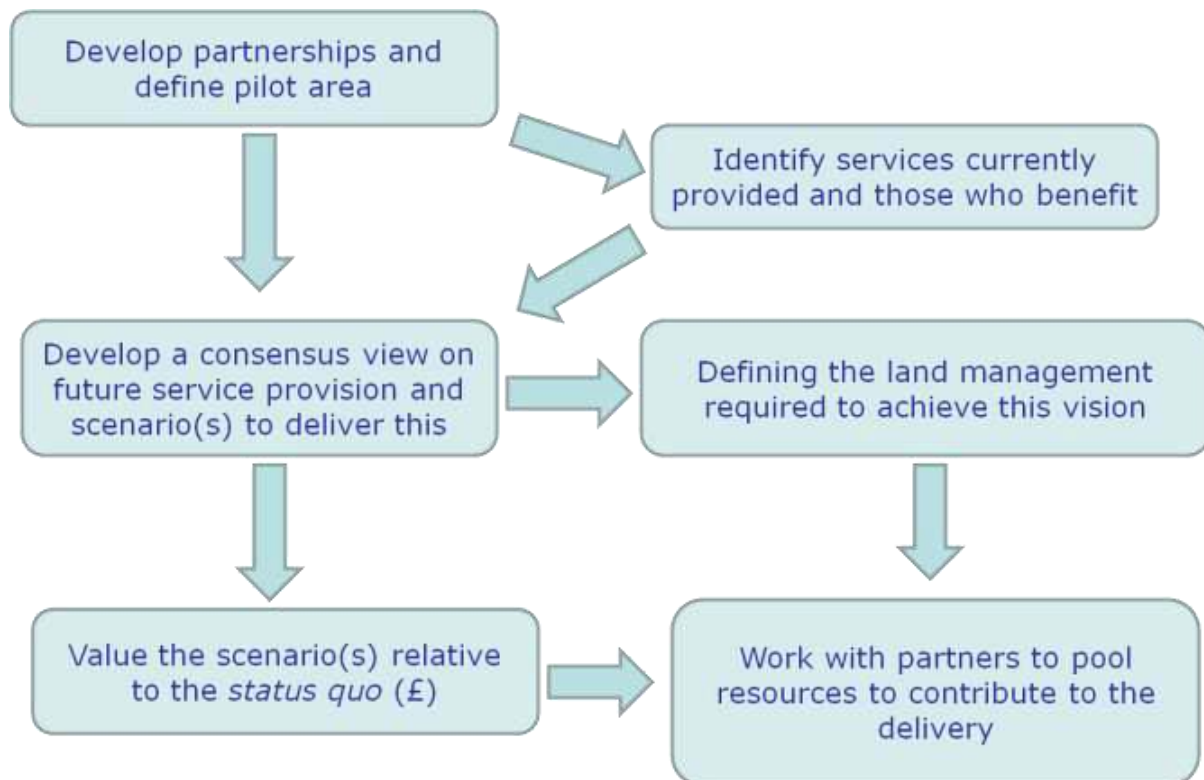 Develop partnerships and
define pilot area
Identify services currently
provided and those who benefit
Develop a consensus view on
future service provision and
scenario(s) to deliver this
Defining the land management
required to achieve this vision
Value the scenario(s) relative
to the status quo (£)
Work with partners to pool
resources to contribute to the
delivery